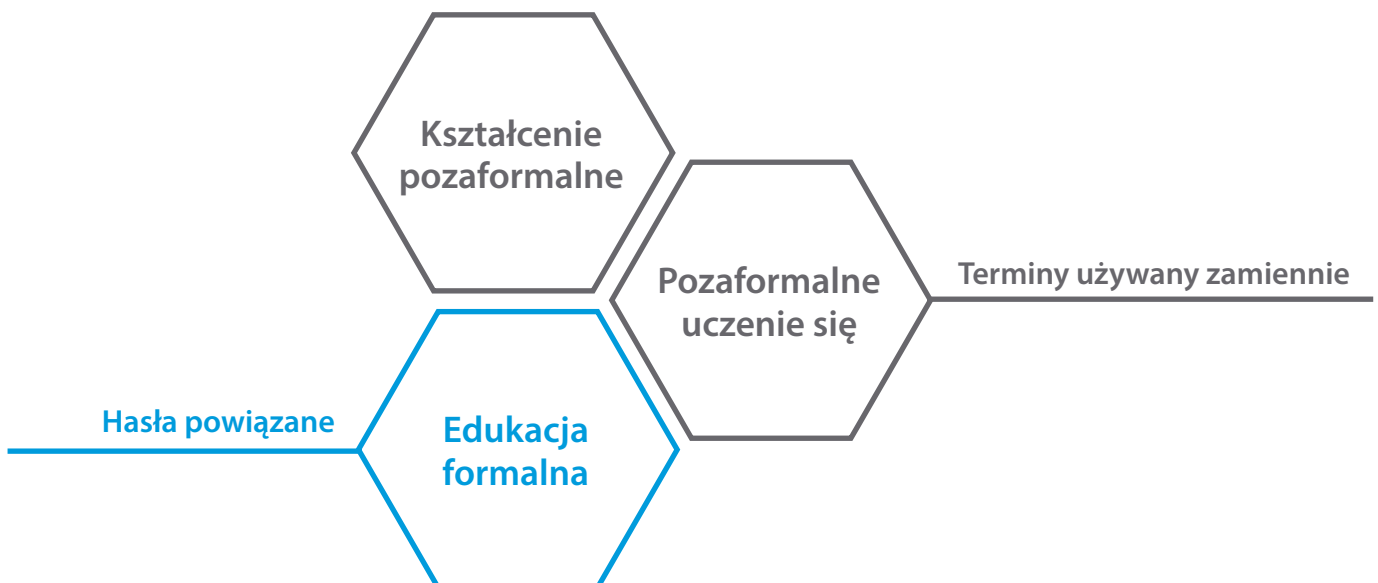 Kształcenie
pozaformalne
Pozaformalne
uczenie się
Terminy używany zamiennie
Hasła powiązane
Edukacja
formalna